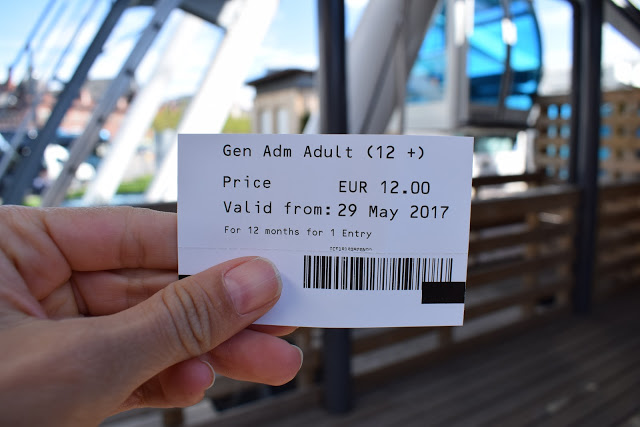 Gen Adm Adult (12 +)
Price EUR 12.00
Valid from: 29 May 2017
For 12 months for 1 Entry